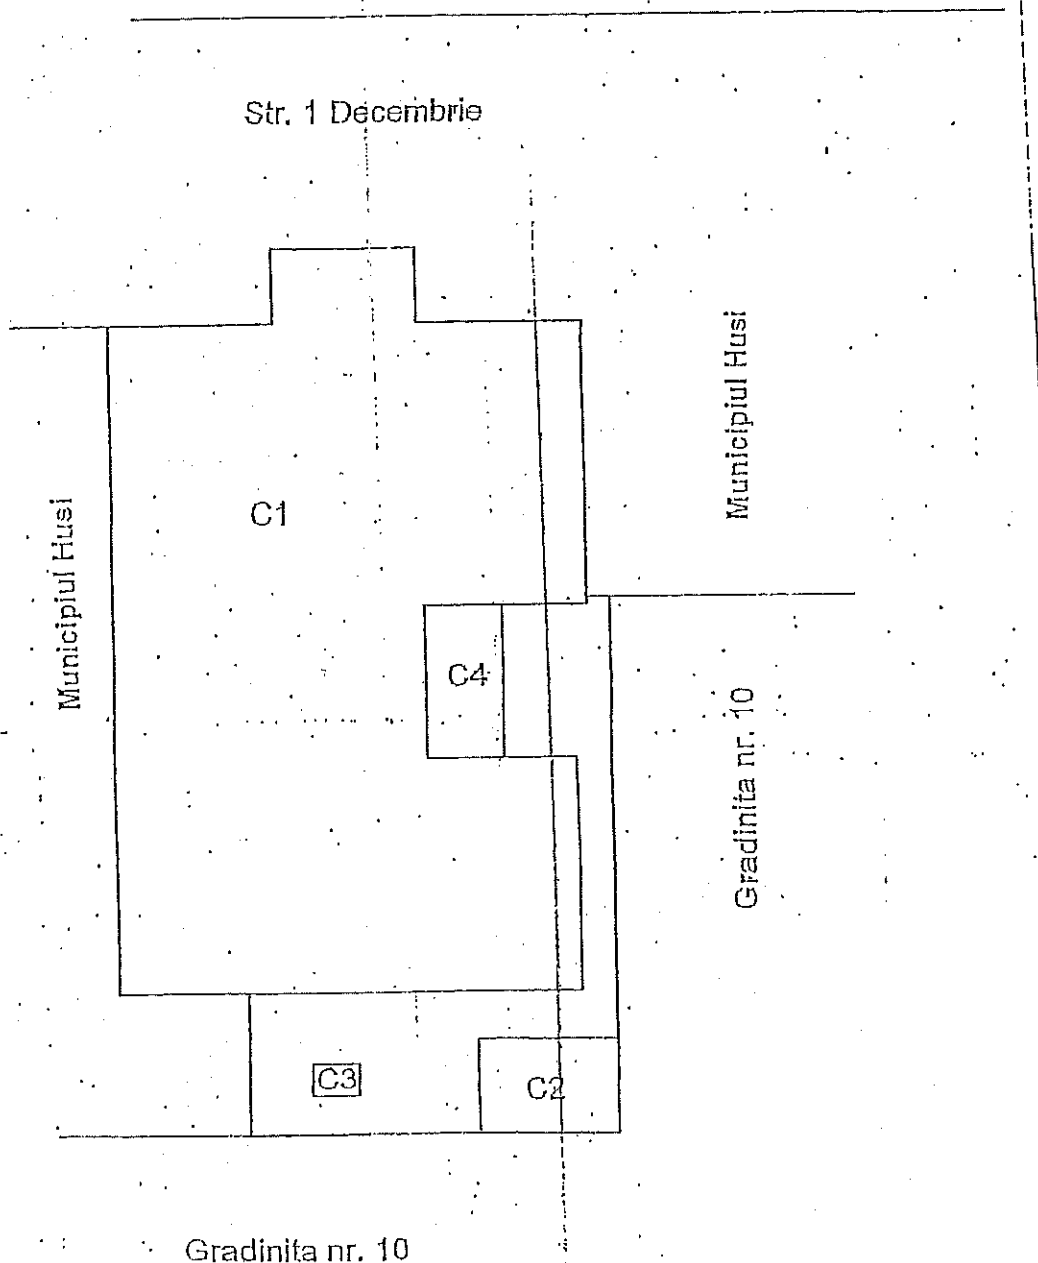 Str. 1 Decembrie
Municipiul Husi
C1
Municipiul Husi
C4
Gradinita nr. 10
C3
C2
Gradinita nr. 10